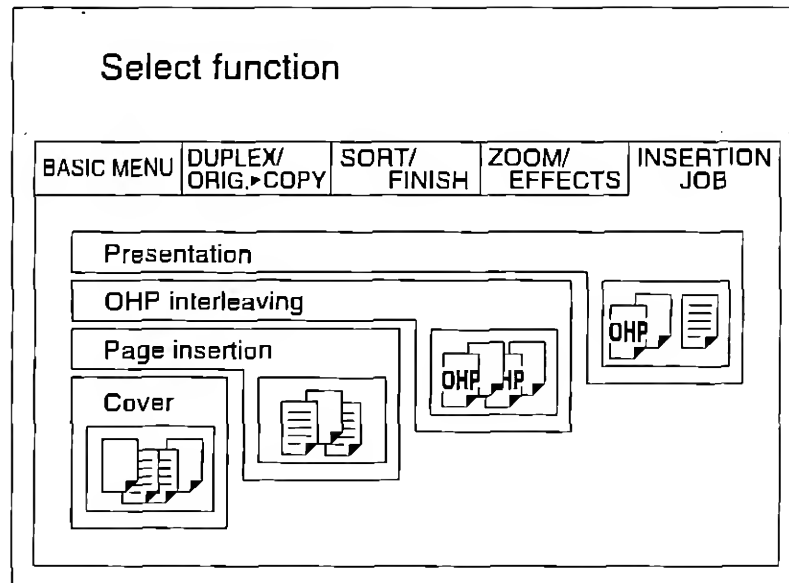 Select function
BASIC MENU
DUPLEX/
ORIG.▸COPY
SORT/
FINISH
ZOOM/
EFFECTS
INSERTION
JOB
Presentation
OHP
OHP interleaving
OHP HP
Page insertion
Cover